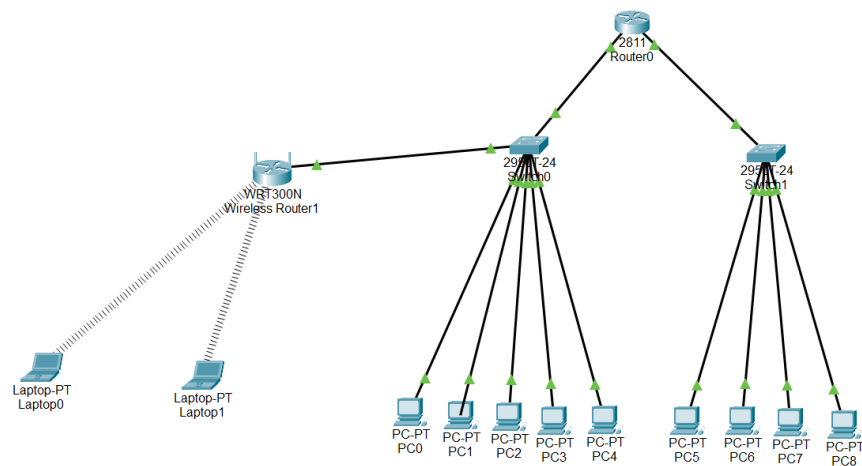 2811
Router0
2950T-24
Switch0
2950T-24
Switch1
WRT300N
Wireless Router1
Laptop-PT
Laptop0
Laptop-PT
Laptop1
PC-PT
PC0
PC-PT
PC1
PC-PT
PC2
PC-PT
PC3
PC-PT
PC4
PC-PT
PC5
PC-PT
PC6
PC-PT
PC7
PC-PT
PC8